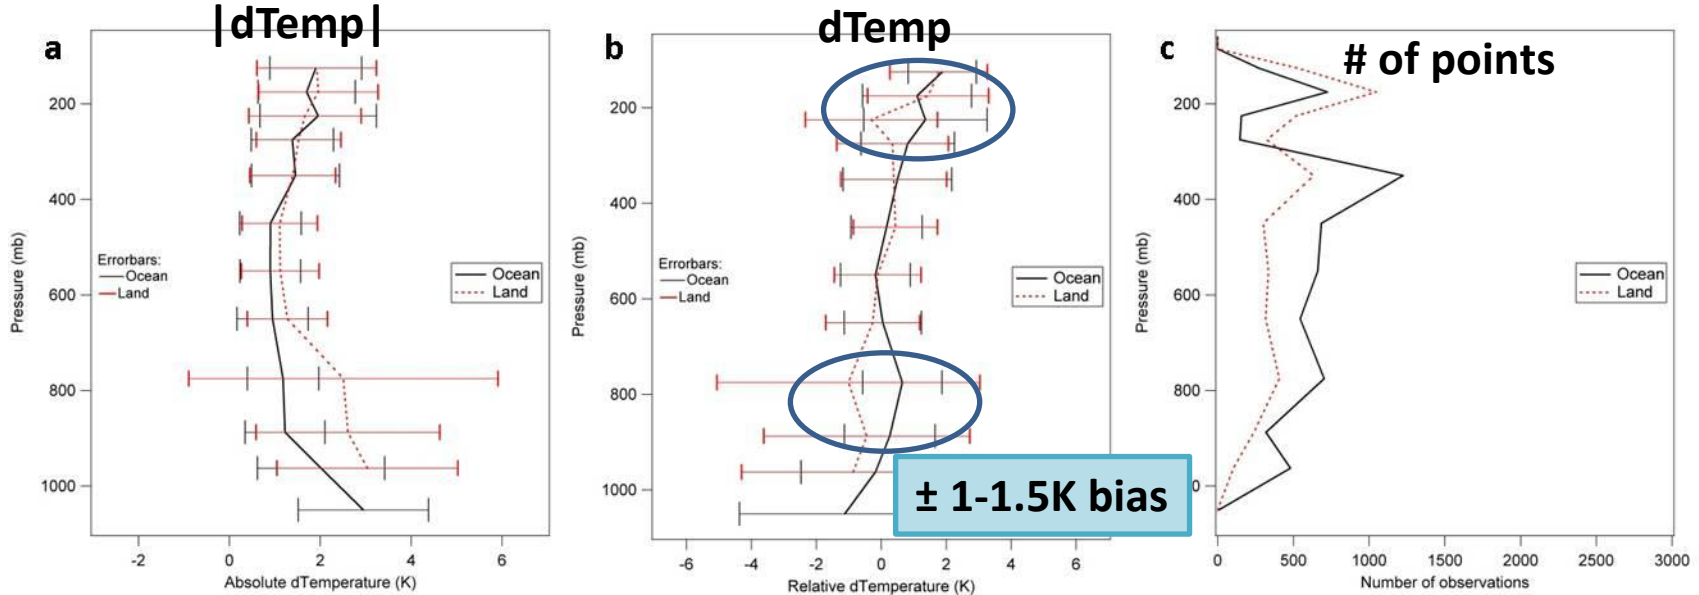 a
|dTemp|
200
400
600
800
1000
Pressure (mb)
Errorbars:
Ocean
Land
Ocean
Land
-2
0
2
4
6
Absolute dTemperature (K)
b
dTemp
200
400
600
800
1000
Pressure (mb)
Errorbars:
Ocean
Land
Ocean
Land
± 1-1.5K bias
-6
-4
-2
0
2
4
6
Relative dTemperature (K)
c
# of points
200
400
600
800
0
Pressure (mb)
Ocean
Land
0
500
1000
1500
2000
2500
3000
Number of observations